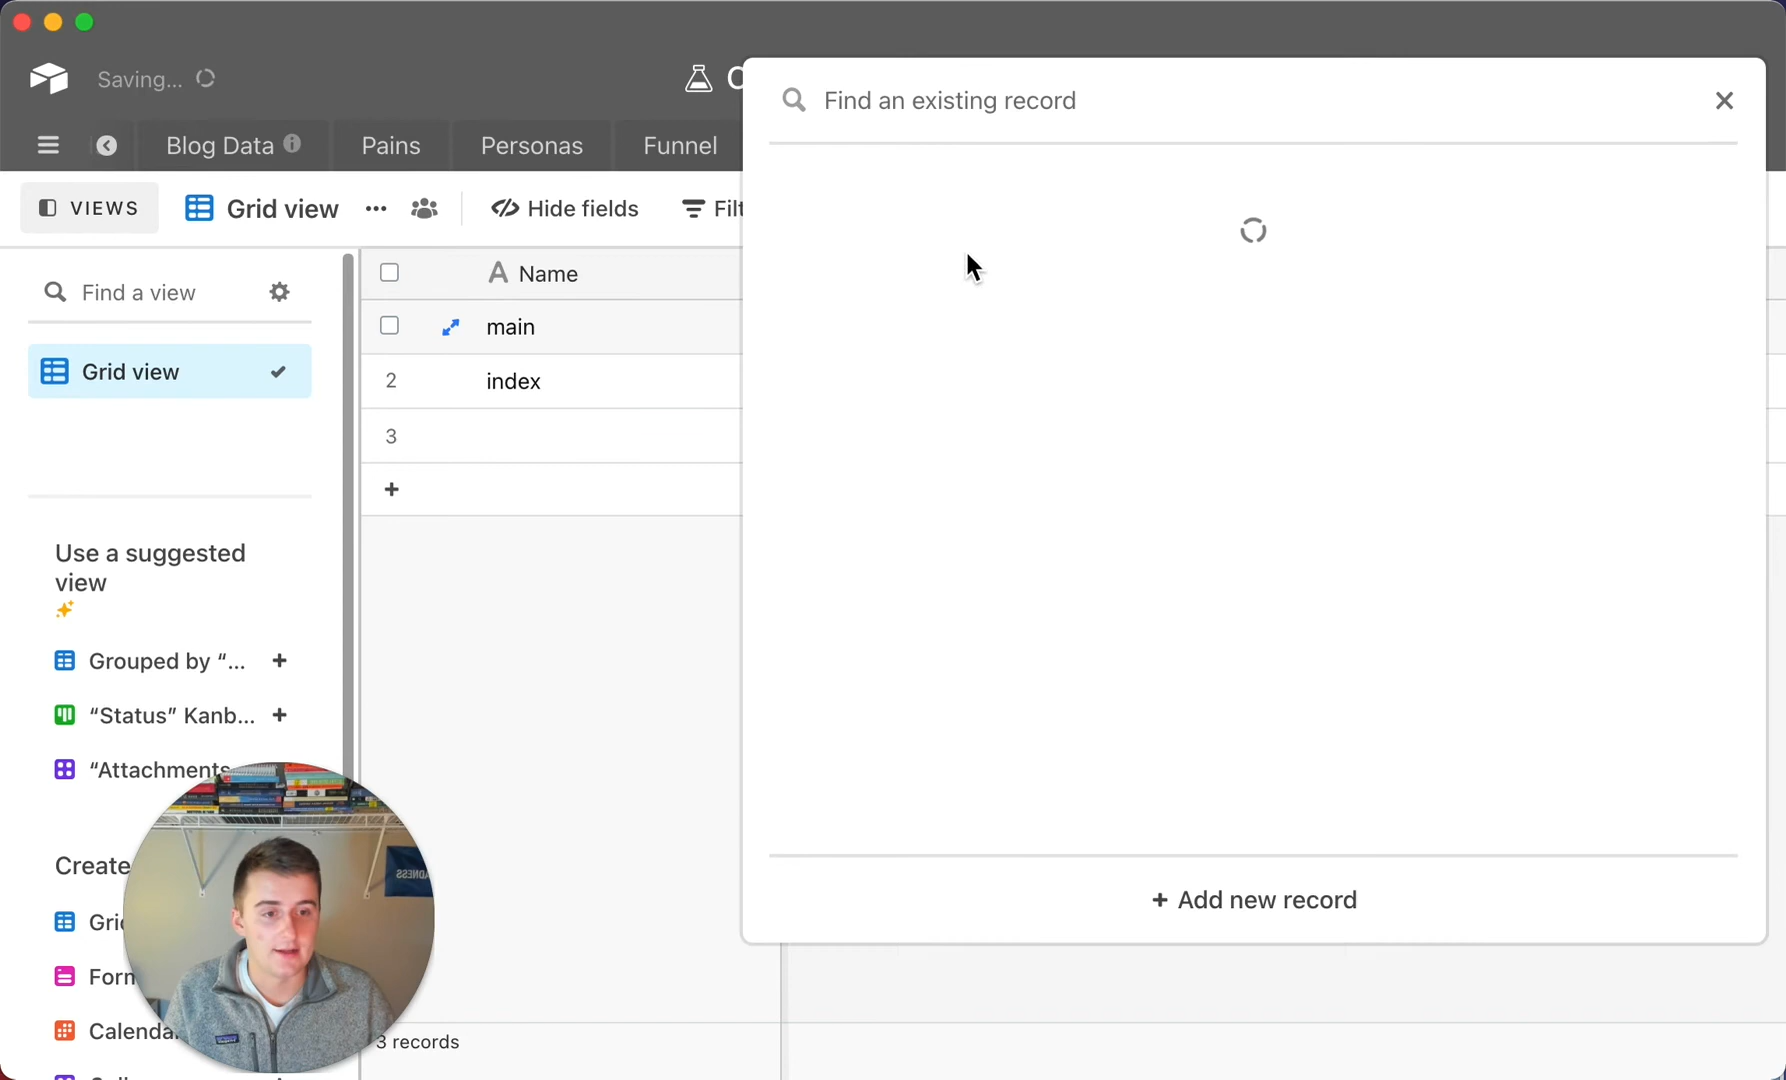 Saving...
C
Find an existing record
Blog Data
Pains
Personas
Funnel
VIEWS
Grid view
Hide fields
Filt
Find a view
Name
main
Grid view
2
index
3
Use a suggested
view
Grouped by “...
“Status” Kanb...
“Attachments
Create
Add new record
3 records
Calenda